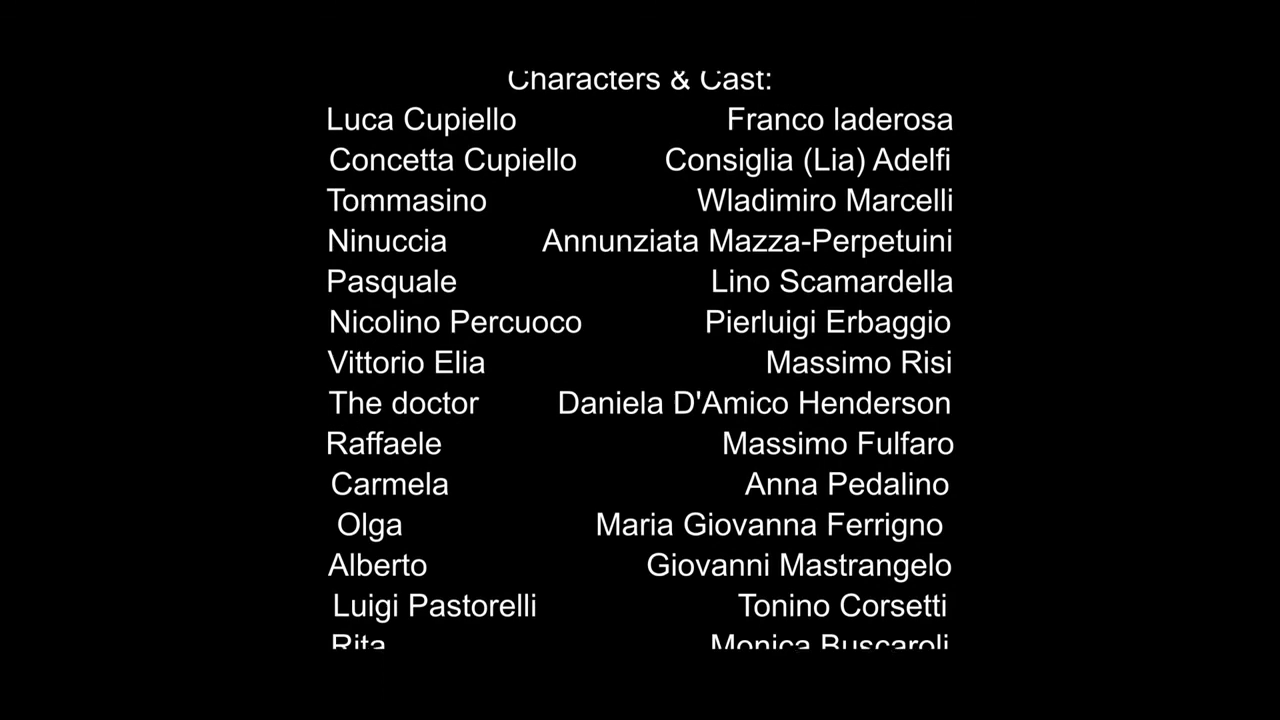 Characters & Cast:
Luca Cupiello Franco Iaderosa
Concetta Cupiello Consiglia (Lia) Adelfi
Tommasino Wladimiro Marcelli
Ninuccia Annunziata Mazza-Perpetuini
Pasquale Lino Scamardella
Nicolino Percuoco Pierluigi Erbaggio
Vittorio Elia Massimo Risi
The doctor Daniela D'Amico Henderson
Raffaele Massimo Fulfaro
Carmela Anna Pedalino
Olga Maria Giovanna Ferrigno
Alberto Giovanni Mastrangelo
Luigi Pastorelli Tonino Corsetti
Rita Monica Buscaroli